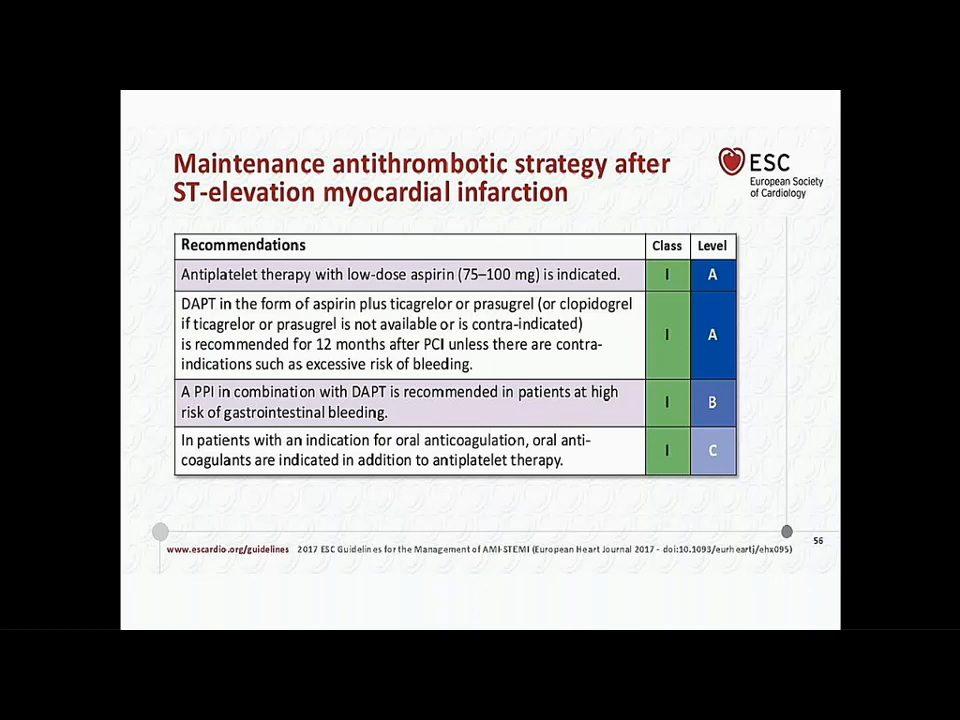 Maintenance antithrombotic strategy after
ST-elevation myocardial infarction
ESC
European Society
of Cardiology
Recommendations Class Level
Antiplatelet therapy with low-dose aspirin (75–100 mg) is indicated. I A
DAPT in the form of aspirin plus ticagrelor or prasugrel (or clopidogrel
if ticagrelor or prasugrel is not available or is contra-indicated)
is recommended for 12 months after PCI unless there are contra-
indications such as excessive risk of bleeding. I A
A PPI in combination with DAPT is recommended in patients at high
risk of gastrointestinal bleeding. I B
In patients with an indication for oral anticoagulation, oral anti-
coagulants are indicated in addition to antiplatelet therapy. I C
56
www.escardio.org/guidelines 2017 ESC Guidelines for the Management of AMI-STEMI (European Heart Journal 2017 - doi:10.1093/eurheartj/ehx095)